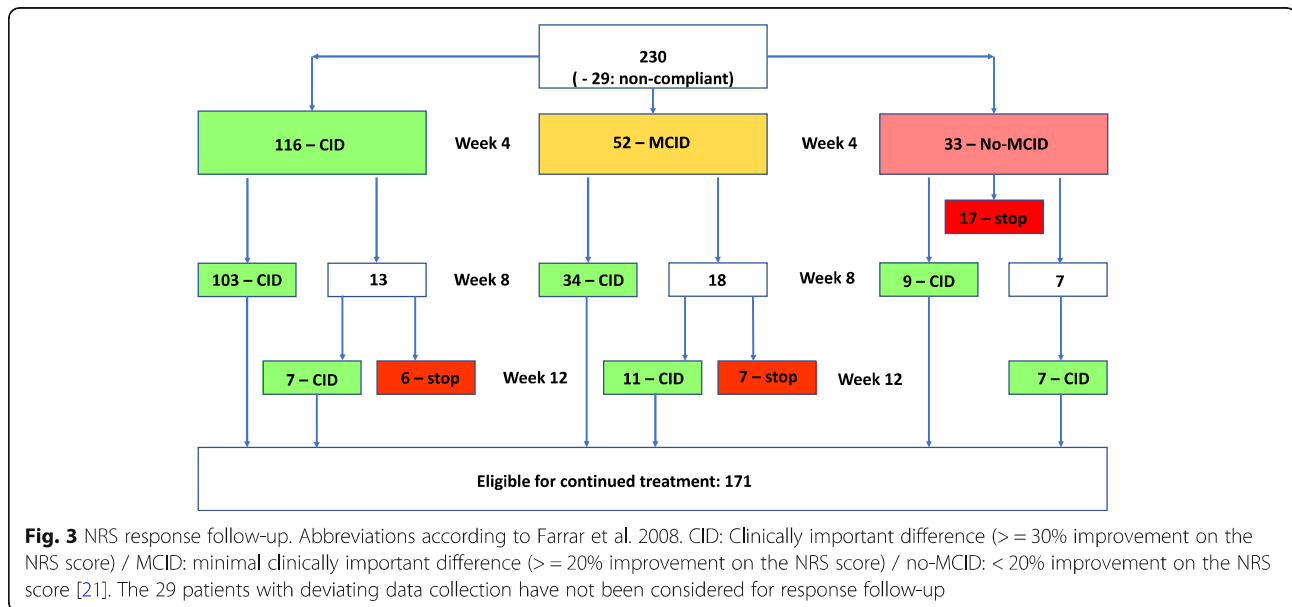 230
( - 29: non-compliant)
116 – CID
Week 4
52 – MCID
Week 4
33 – No-MCID
17 – stop
103 – CID
13
Week 8
34 – CID
18
Week 8
9 – CID
7
7 – CID
6 – stop
Week 12
11 – CID
7 – stop
Week 12
7 – CID
Eligible for continued treatment: 171
Fig. 3 NRS response follow-up. Abbreviations according to Farrar et al. 2008. CID: Clinically important difference (> = 30% improvement on the
NRS score) / MCID: minimal clinically important difference (> = 20% improvement on the NRS score) / no-MCID: < 20% improvement on the NRS
score [21]. The 29 patients with deviating data collection have not been considered for response follow-up